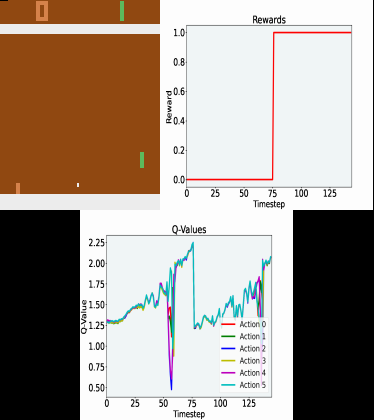 0 1
Rewards
1.0
0.8
0.6
0.4
0.2
0.0
Reward
0 25 50 75 100 125
Timestep
Q-Values
2.25
2.00
1.75
1.50
1.25
1.00
0.75
0.50
Q-Value
Action 0
Action 1
Action 2
Action 3
Action 4
Action 5
0 25 50 75 100 125
Timestep